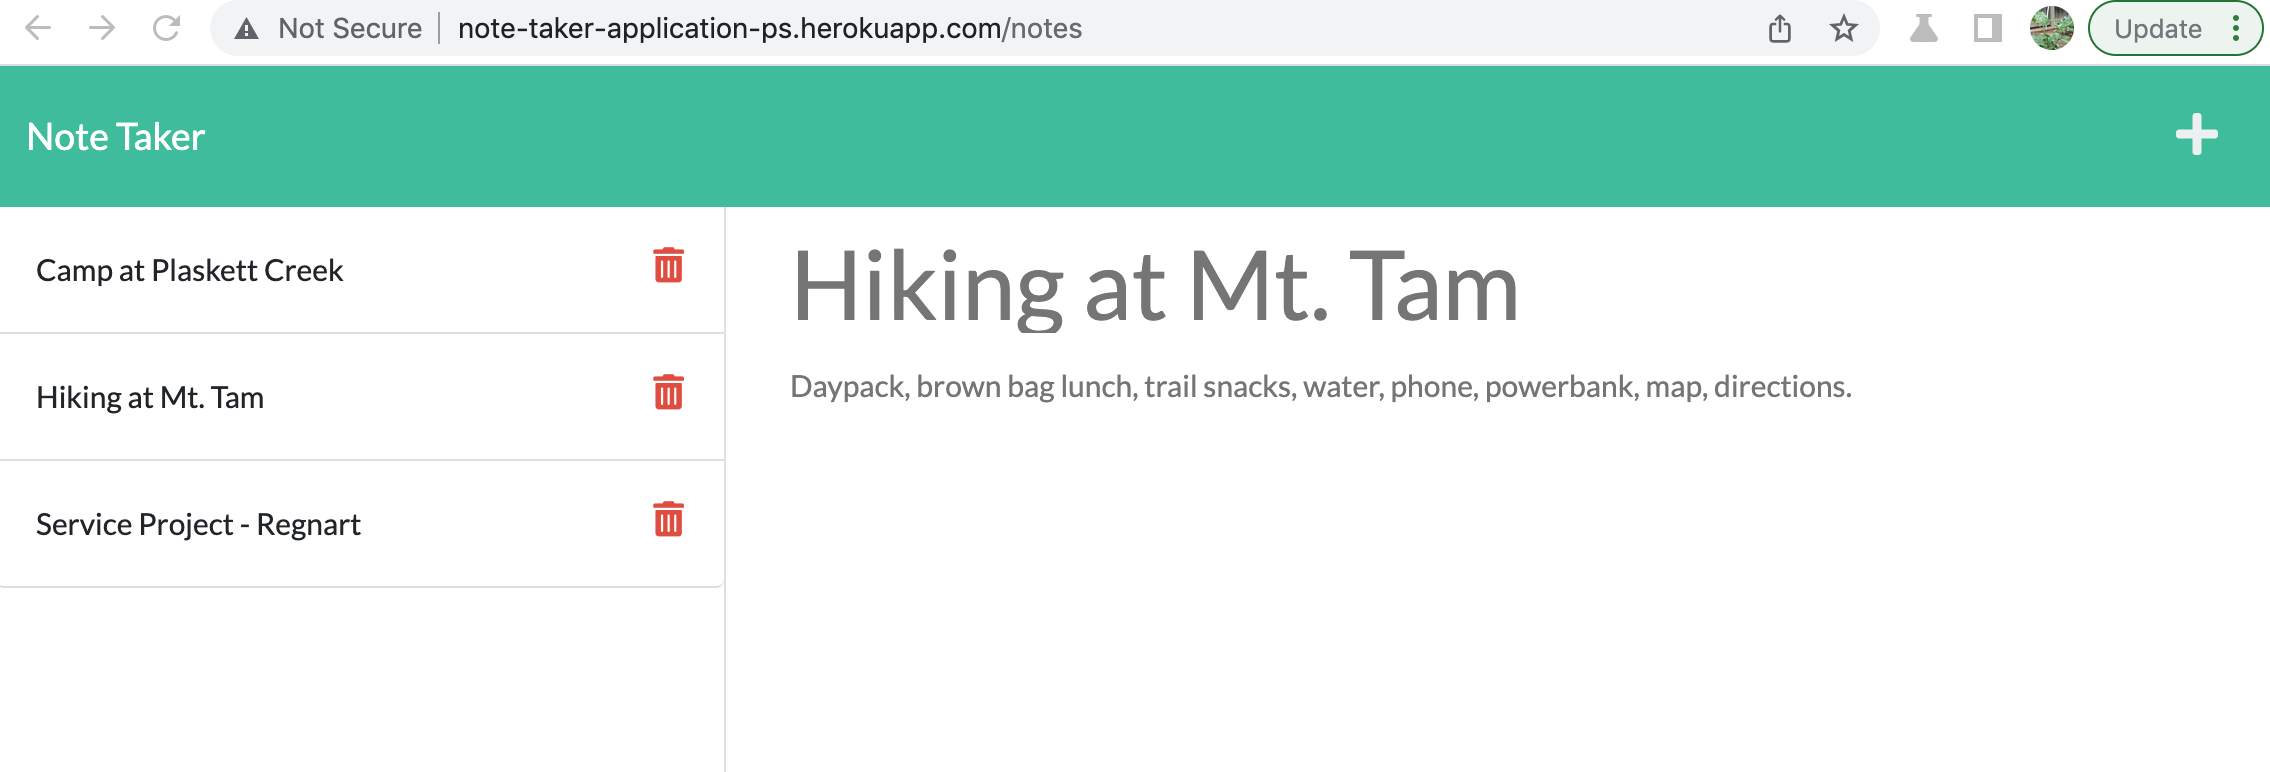 Not Secure
note-taker-application-ps.herokuapp.com/notes
Update
Note Taker
Camp at Plaskett Creek
Hiking at Mt. Tam
Service Project - Regnart
Hiking at Mt. Tam
Daypack, brown bag lunch, trail snacks, water, phone, powerbank, map, directions.